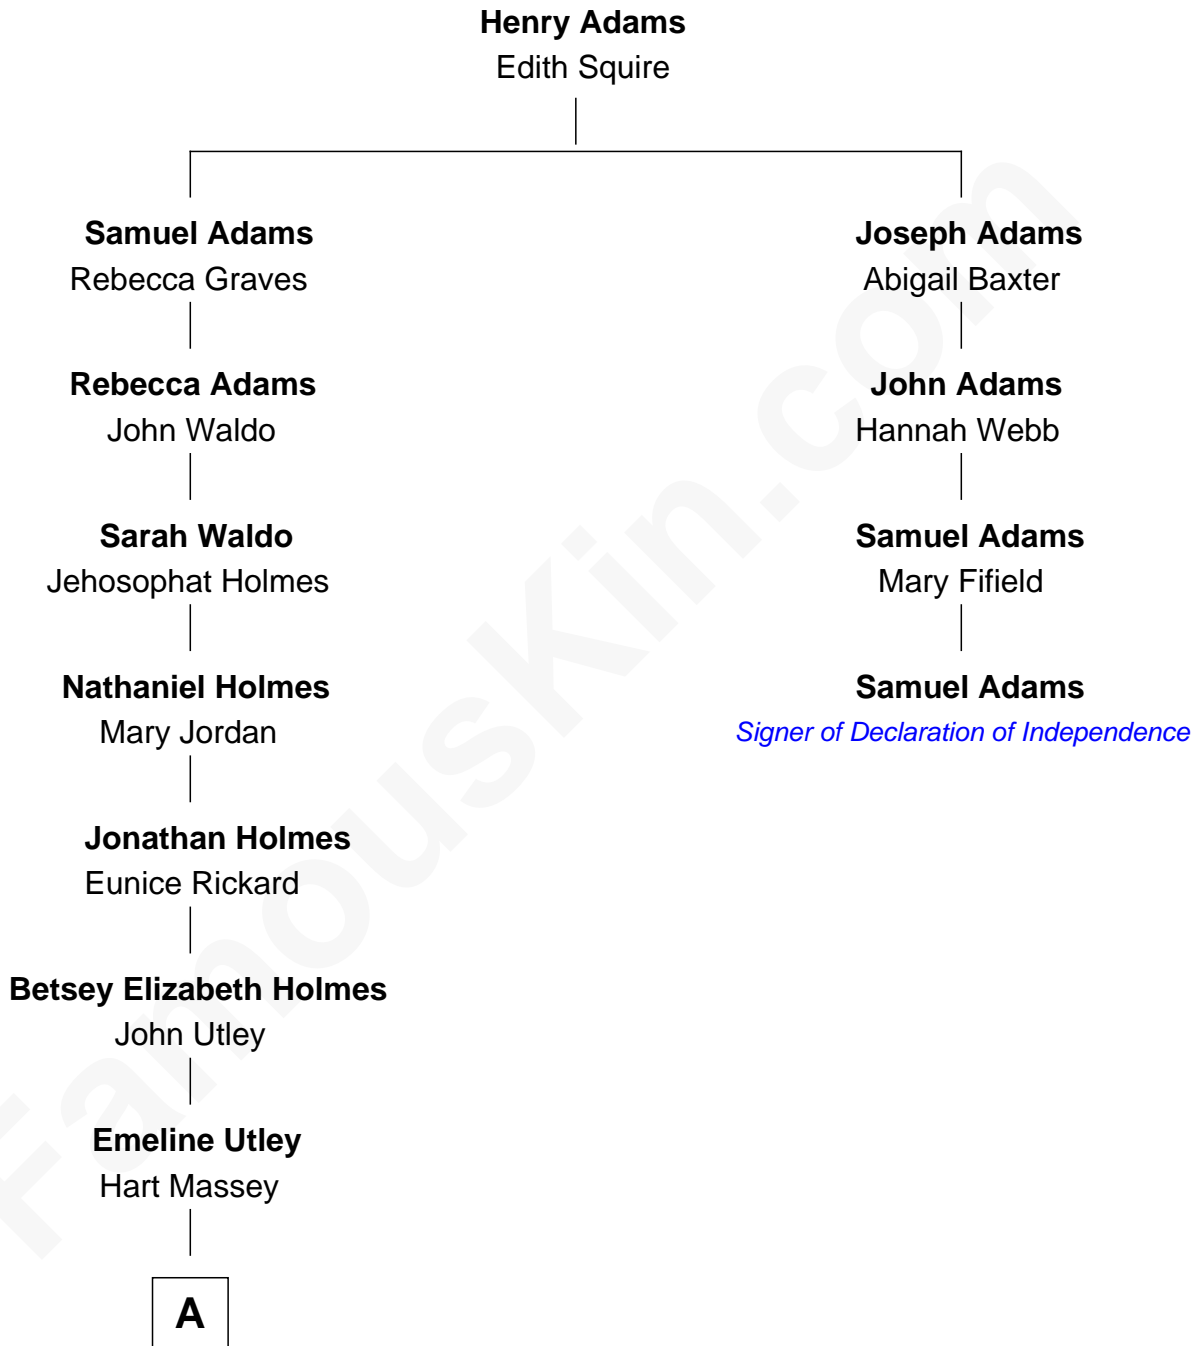 Henry Adams
Edith Squire
Samuel Adams
Rebecca Graves
Joseph Adams
Abigail Baxter
Rebecca Adams
John Waldo
John Adams
Hannah Webb
Sarah Waldo
Jehosophat Holmes
Samuel Adams
Mary Fifield
Nathaniel Holmes
Mary Jordan
Samuel Adams
Signer of Declaration of Independence
Jonathan Holmes
Eunice Rickard
Betsey Elizabeth Holmes
John Utley
Emeline Utley
Hart Massey
A
FamousKin.com